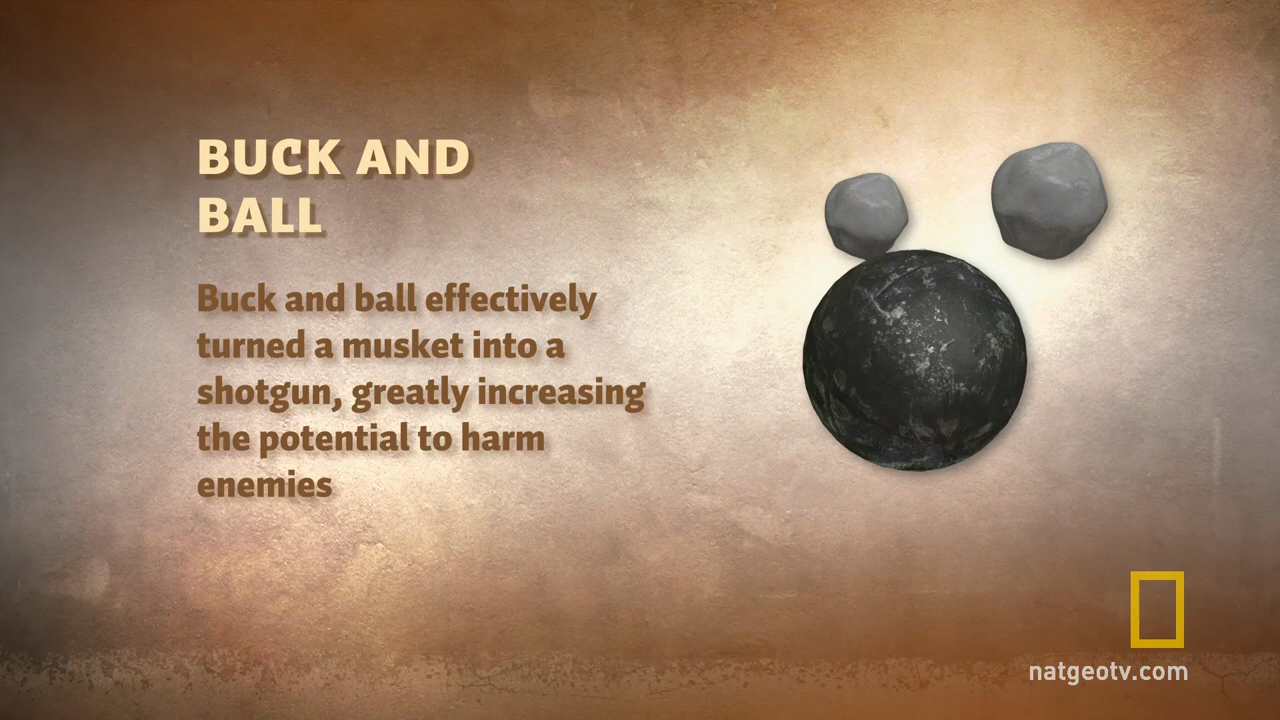 BUCK AND
BALL
Buck and ball effectively
turned a musket into a
shotgun, greatly increasing
the potential to harm
enemies
natgeotv.com